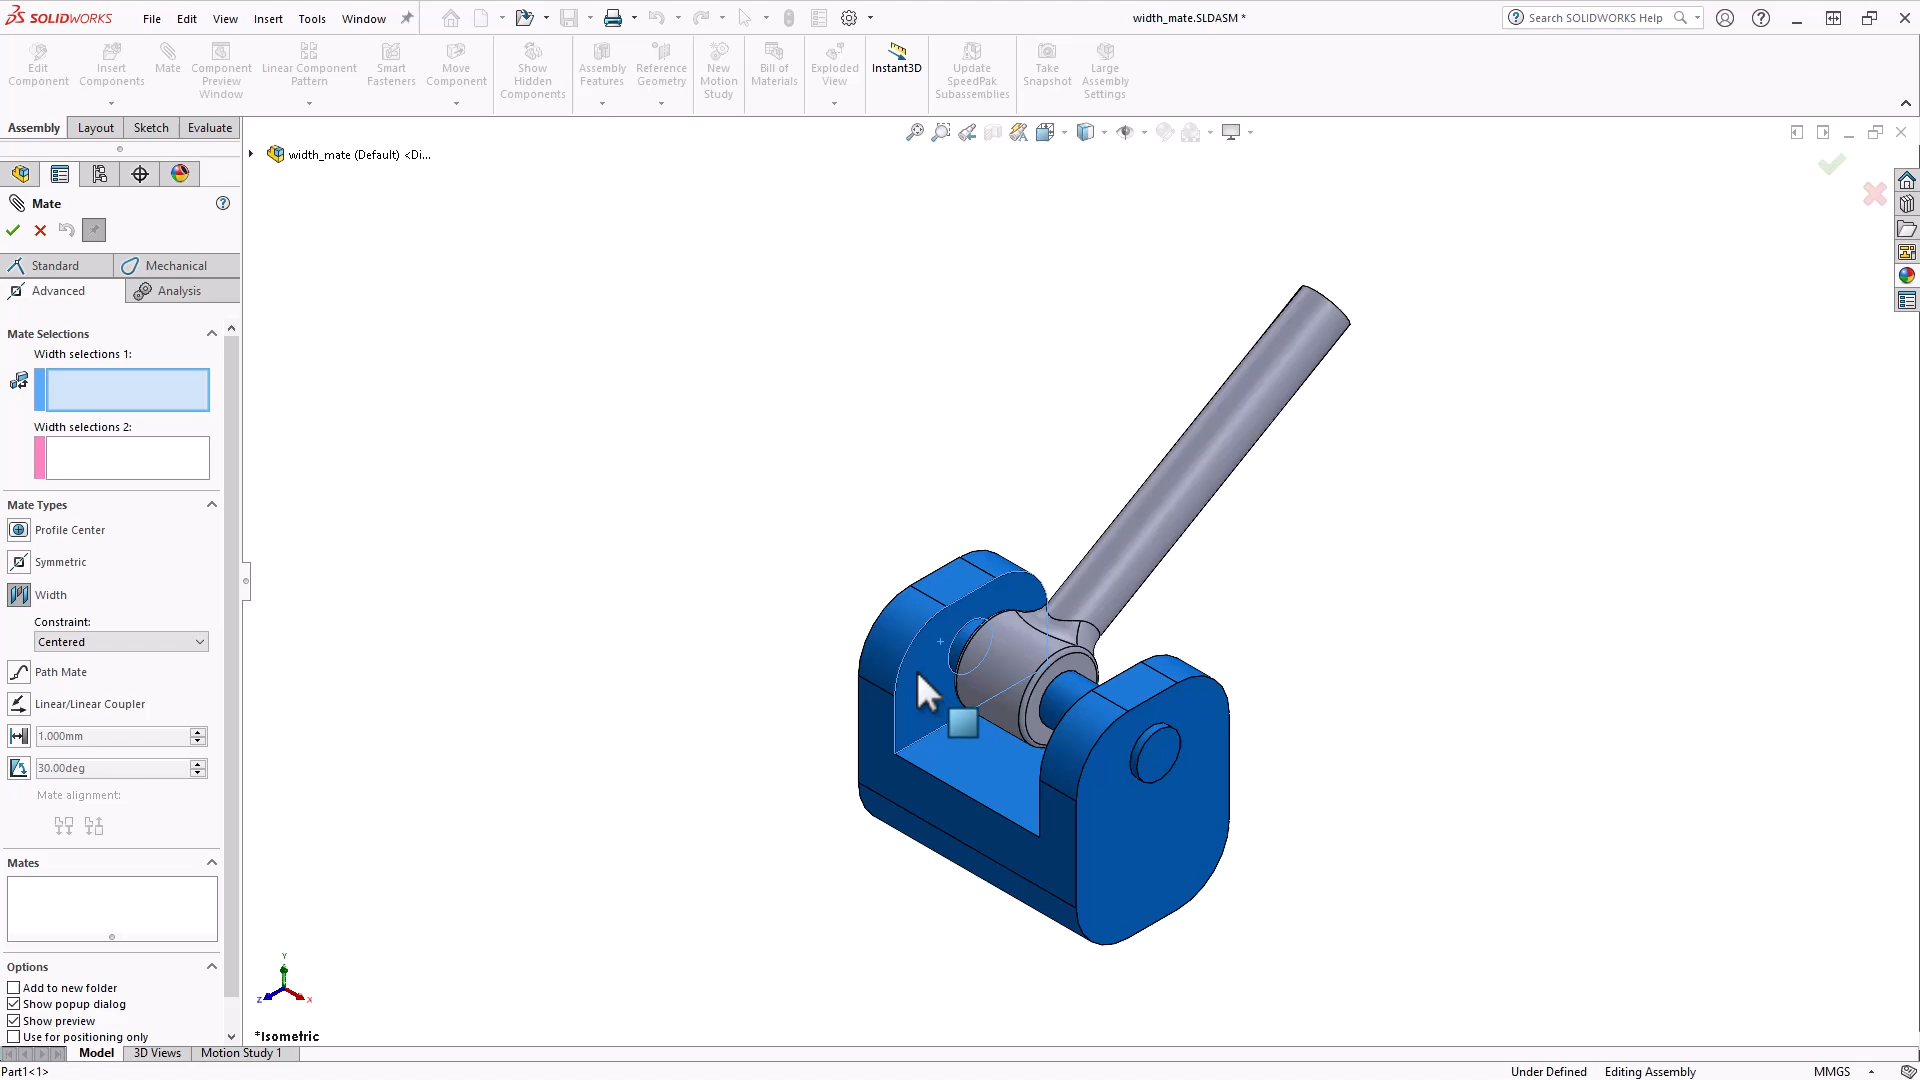 SOLIDWORKS
File Edit View Insert Tools Window
width_mate.SLDASM *
Search SOLIDWORKS Help
Edit Component
Insert Components
Mate
Component Preview Window
Linear Component Pattern
Smart Fasteners
Move Component
Show Hidden Components
Assembly Features
Reference Geometry
New Motion Study
Bill of Materials
Exploded View
Instant3D
Update SpeedPak Subassemblies
Take Snapshot
Large Assembly Settings
Assembly Layout Sketch Evaluate
width_mate (Default) <Di...
Mate
Standard Mechanical
Advanced Analysis
Mate Selections
Width selections 1:
Width selections 2:
Mate Types
Profile Center
Symmetric
Width
Constraint:
Centered
Path Mate
Linear/Linear Coupler
1.000mm
30.00deg
Mate alignment:
Mates
Options
Add to new folder
Show popup dialog
Show preview
Use for positioning only
Y
Z X
*Isometric
Model 3D Views Motion Study 1
Part1<1>
Under Defined Editing Assembly MMGS